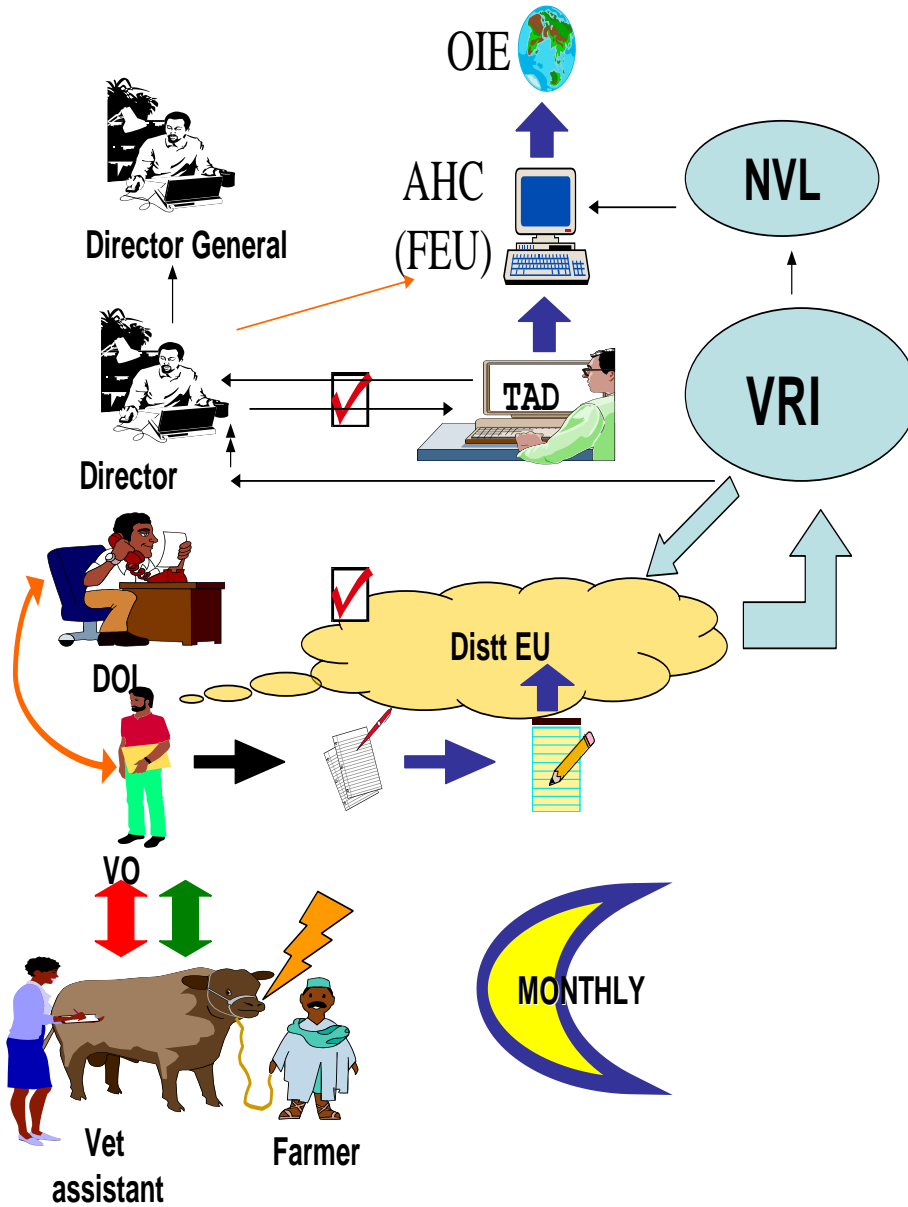 OIE
AHC
(FEU)
NVL
Director General
TAD
VRI
Director
Distt EU
DOL
VO
MONTHLY
Vet
assistant
Farmer